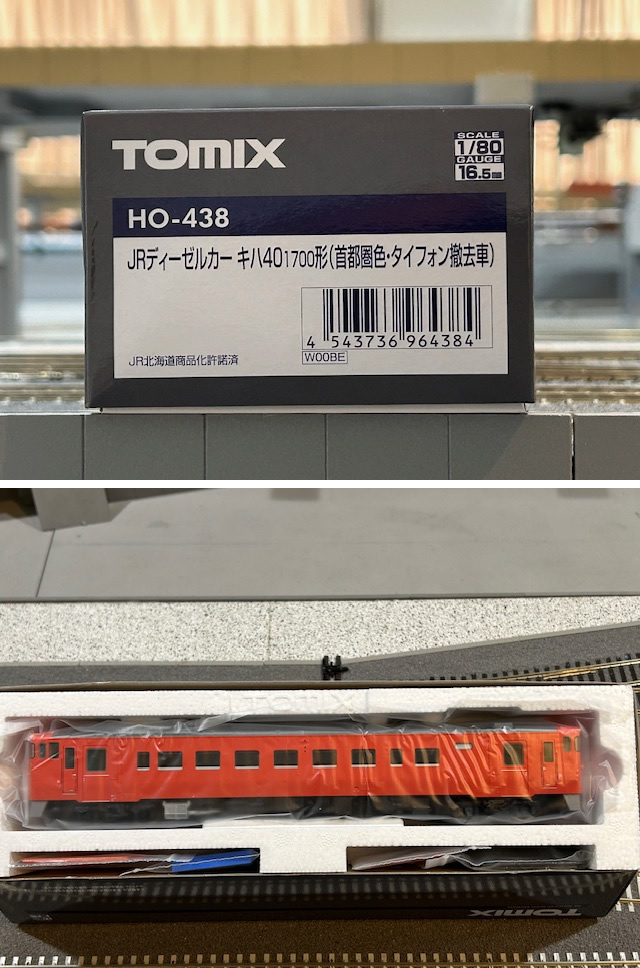 TOMIX
SCALE
1/80
GAUGE
16.5mm
HO-438
JRディーゼルカー キハ40 1700形(首都圏色・タイフォン撤去車)
4 543736 964384
W00BE
JR北海道商品化許諾済
TOMIX